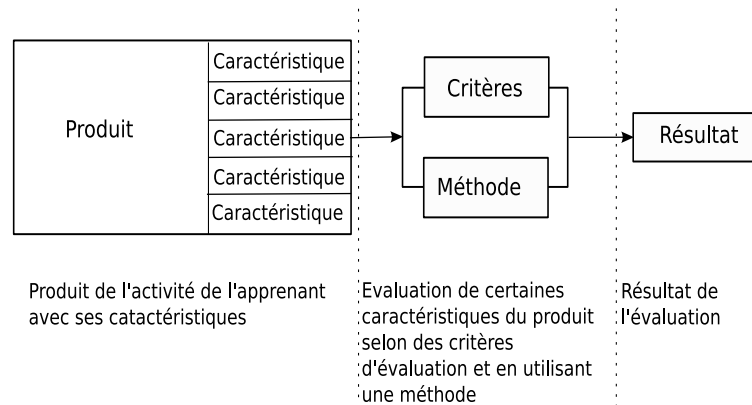 Produit
Caractéristique
Caractéristique
Caractéristique
Caractéristique
Caractéristique
Critères
Méthode
Résultat
Produit de l'activité de l'apprenant
avec ses catactéristiques
Evaluation de certaines
caractéristiques du produit
selon des critères
d'évaluation et en utilisant
une méthode
Résultat de
l'évaluation